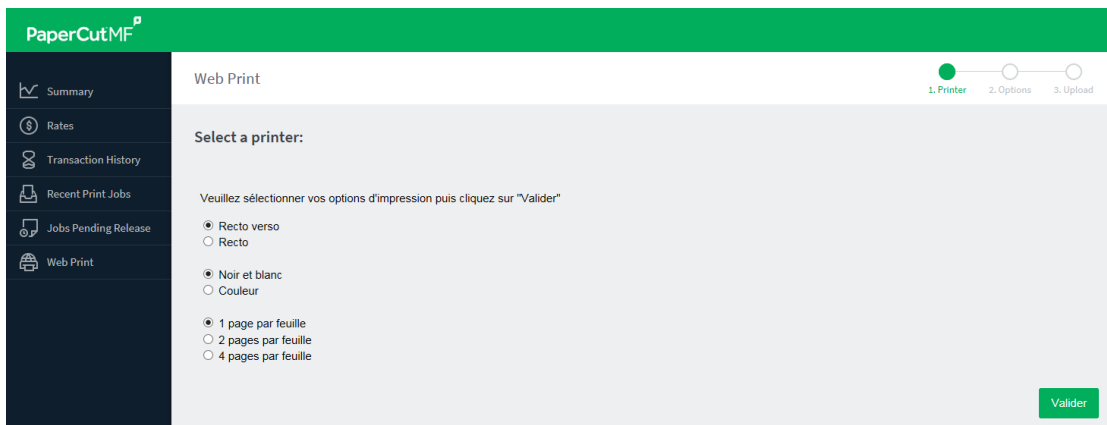 PaperCutMF
Summary
Rates
Transaction History
Recent Print Jobs
Jobs Pending Release
Web Print
Web Print
1. Printer 2. Options 3. Upload
Select a printer:
Veuillez sélectionner vos options d'impression puis cliquez sur "Valider"
Recto verso
Recto
Noir et blanc
Couleur
1 page par feuille
2 pages par feuille
4 pages par feuille
Valider